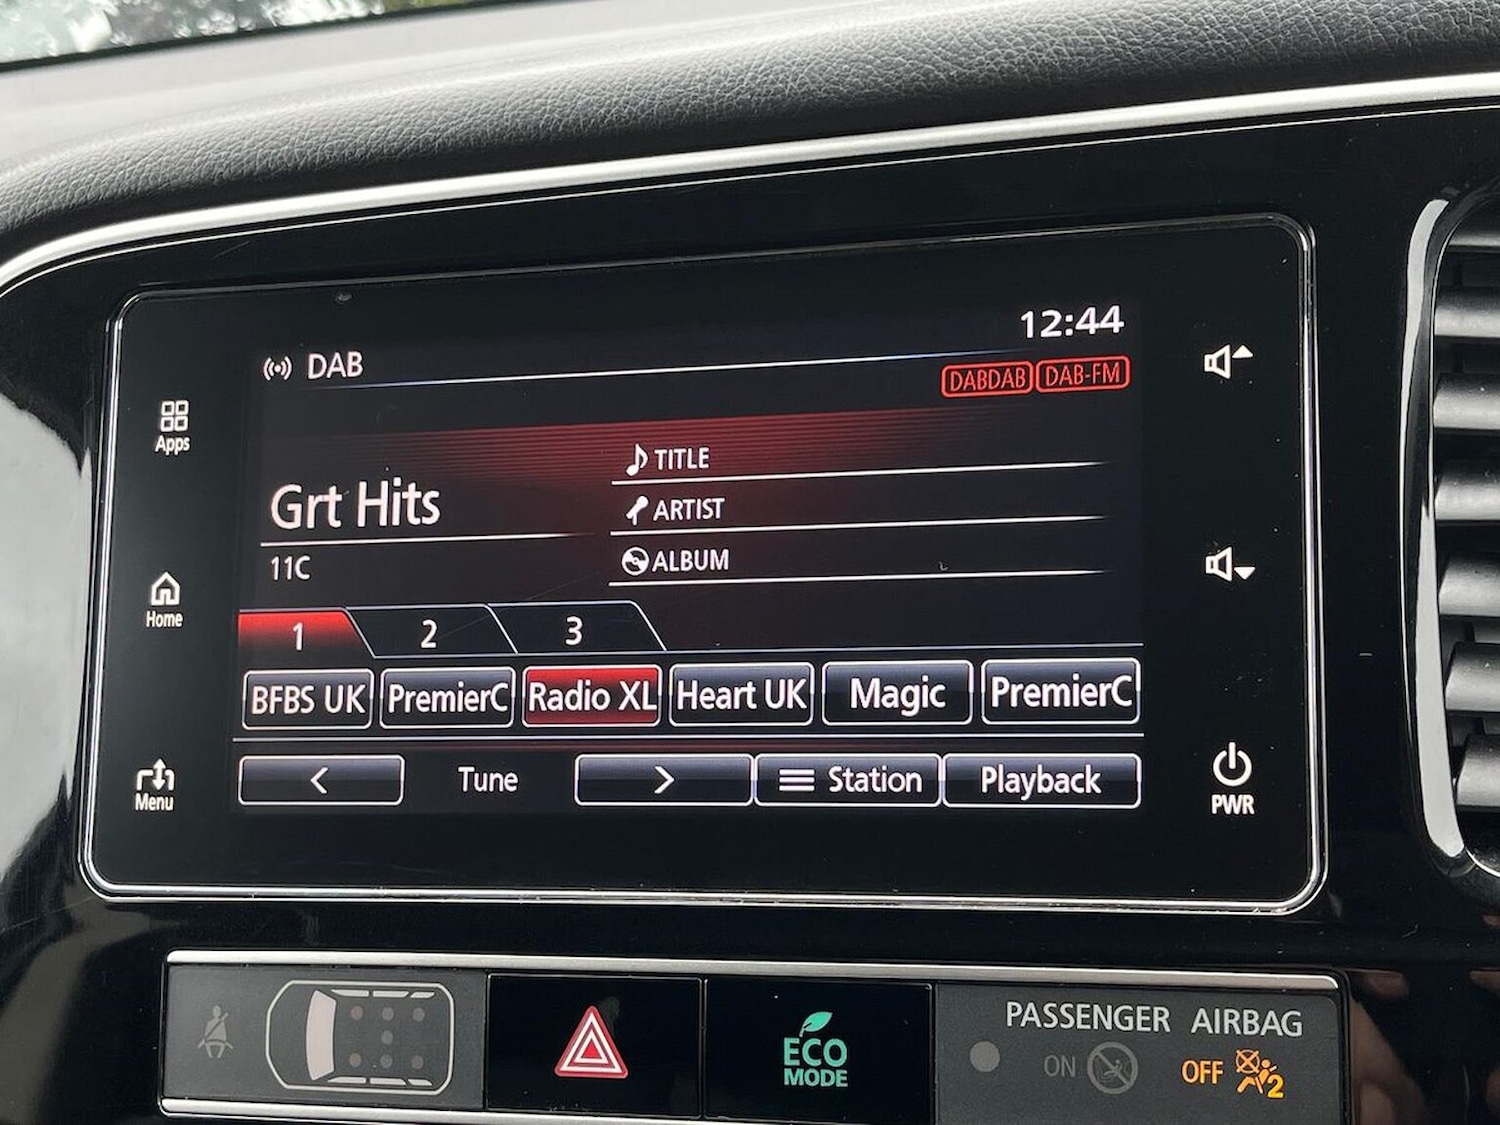 12:44
DAB
DABDAB DAB-FM
Apps
TITLE
Grt Hits
ARTIST
11C
ALBUM
Home
1 2 3
BFBS UK PremierC Radio XL Heart UK Magic PremierC
< Tune > Station Playback
Menu
PWR
PASSENGER AIRBAG
ECO
MODE
ON OFF 2